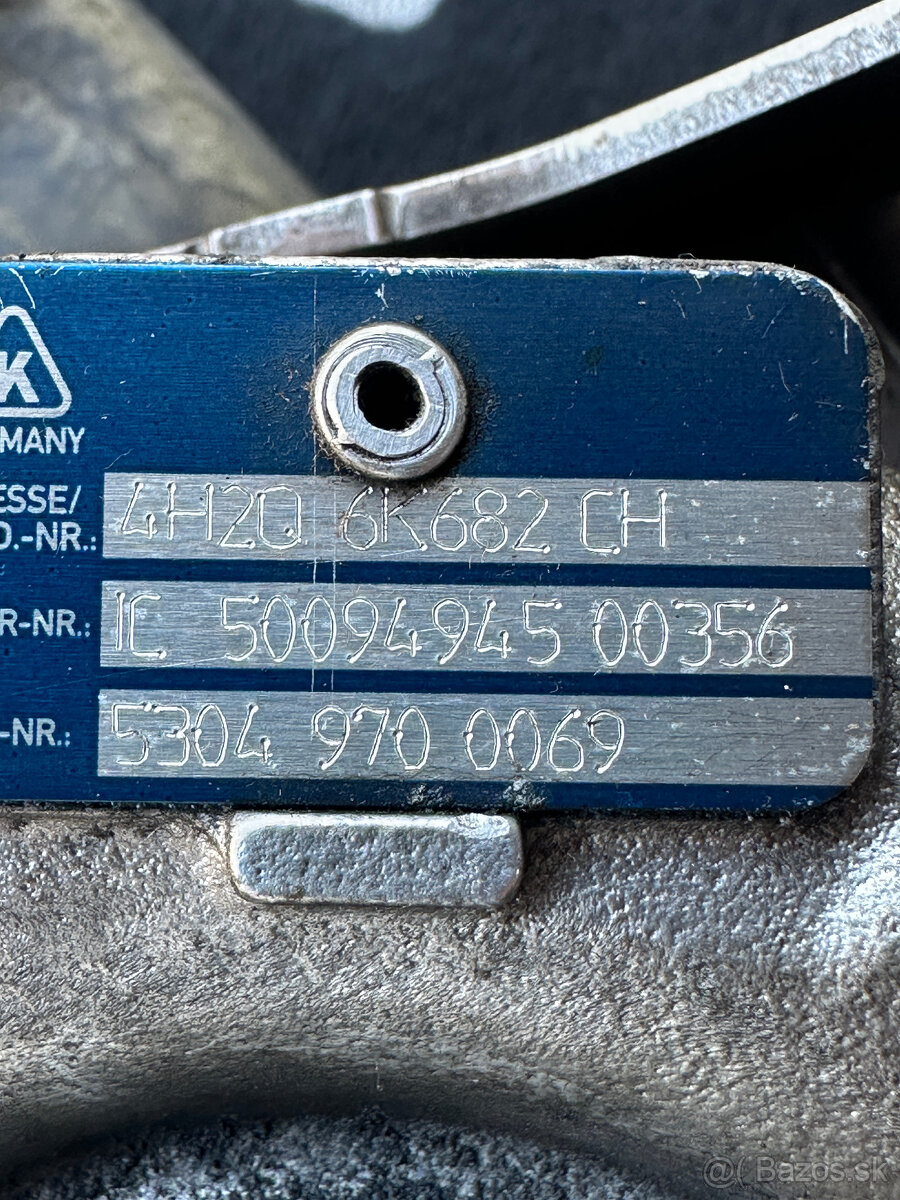 K
MANY
ESSE/
D.-NR.: 4H2Q 6K682 CH
R-NR.: IC 50094945 00356
-NR.: 5304 970 0069
@( Bazos.sk